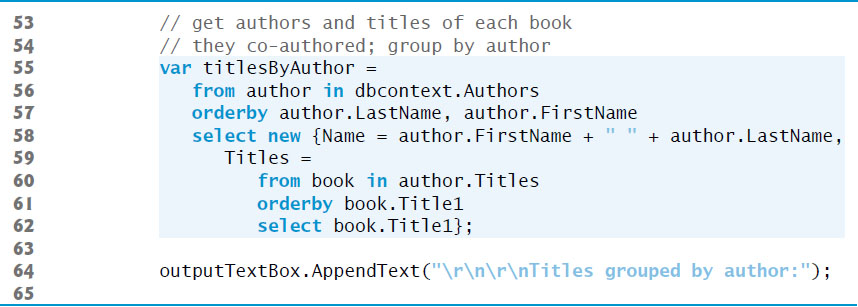 53 // get authors and titles of each book
54 // they co-authored; group by author
55 var titlesByAuthor =
56 from author in dbcontext.Authors
57 orderby author.LastName, author.FirstName
58 select new {Name = author.FirstName + " " + author.LastName,
59 Titles =
60 from book in author.Titles
61 orderby book.Title1
62 select book.Title1};
63
64 outputTextBox.AppendText("\r\n\r\nTitles grouped by author:");
65